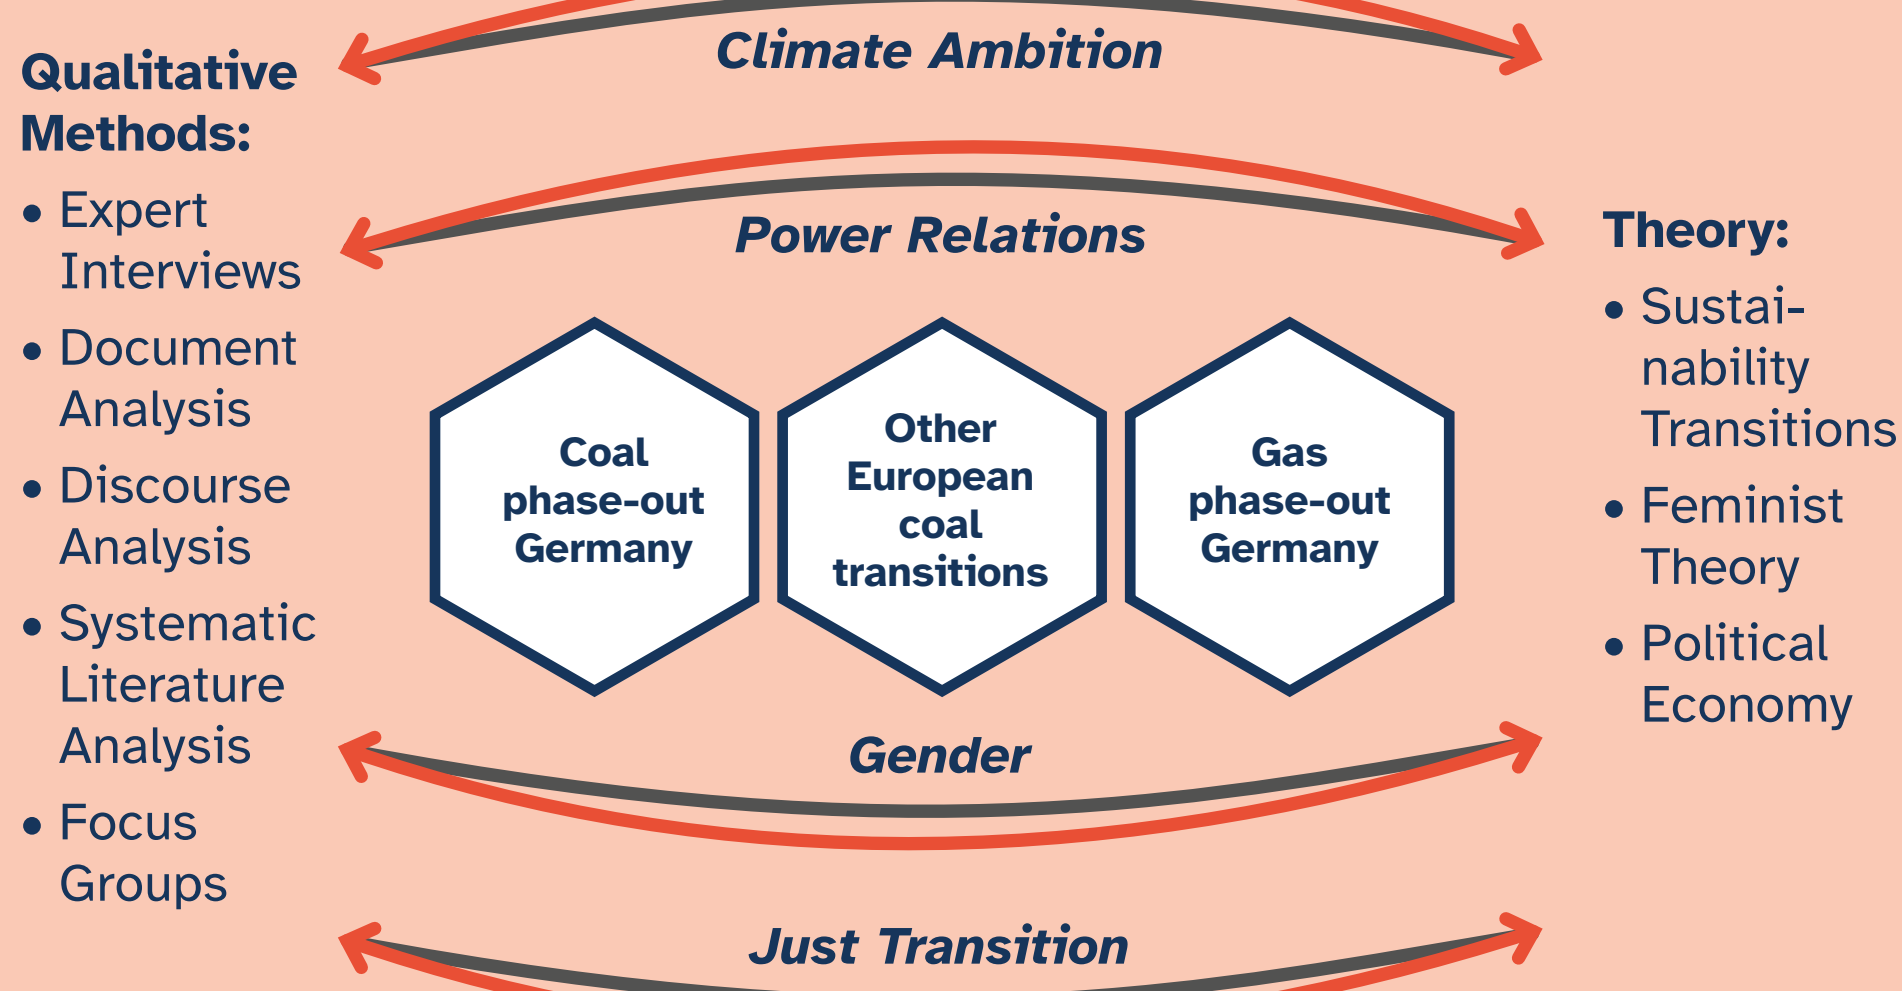 Qualitative
Methods:
• Expert
Interviews
• Document
Analysis
• Discourse
Analysis
• Systematic
Literature
Analysis
• Focus
Groups
Climate Ambition
Power Relations
Coal
phase-out
Germany
Other
European
coal
transitions
Gas
phase-out
Germany
Gender
Just Transition
Theory:
• Sustai-
nability
Transitions
• Feminist
Theory
• Political
Economy